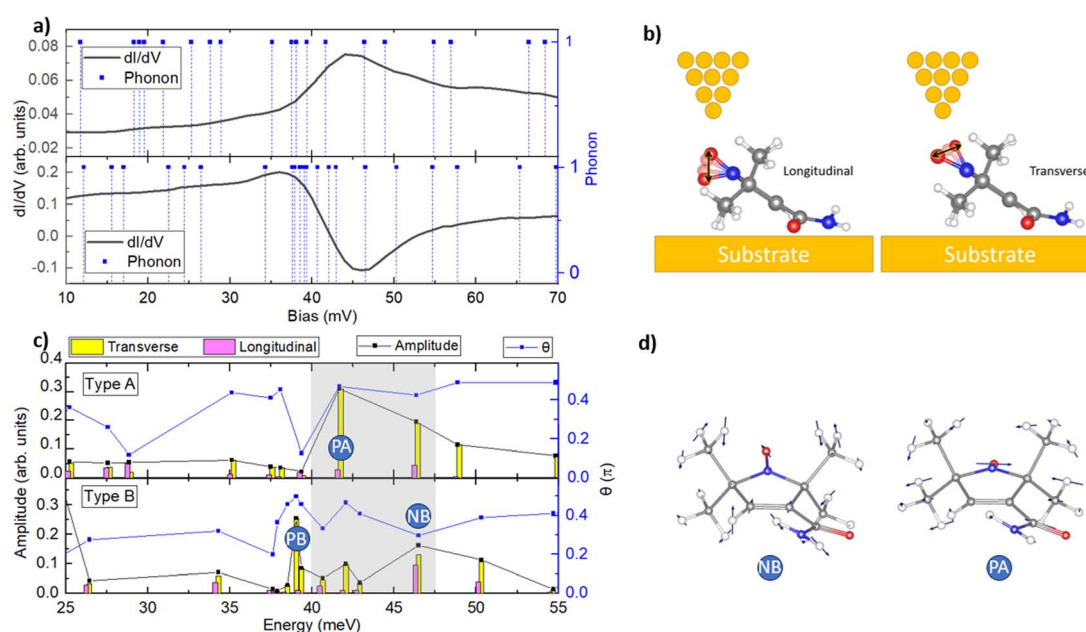 a)
0.08
0.06
0.04
0.02
dI/dV
Phonon
1
0
dI/dV (arb. units)
Phonon
0.2
0.1
0.0
-0.1
dI/dV
Phonon
1
0
10 20 30 40 50 60 70
Bias (mV)
b)
Longitudinal
Transverse
Substrate
Substrate
c)
Transverse Longitudinal Amplitude θ
0.4
0.3
0.2
0.1
0.0
Type A
PA
0.4
0.2
0.0
Amplitude (arb. units)
θ (π)
0.3
0.2
0.1
0.0
Type B
PB
NB
0.4
0.2
0.0
25 30 35 40 45 50 55
Energy (meV)
d)
NB
PA